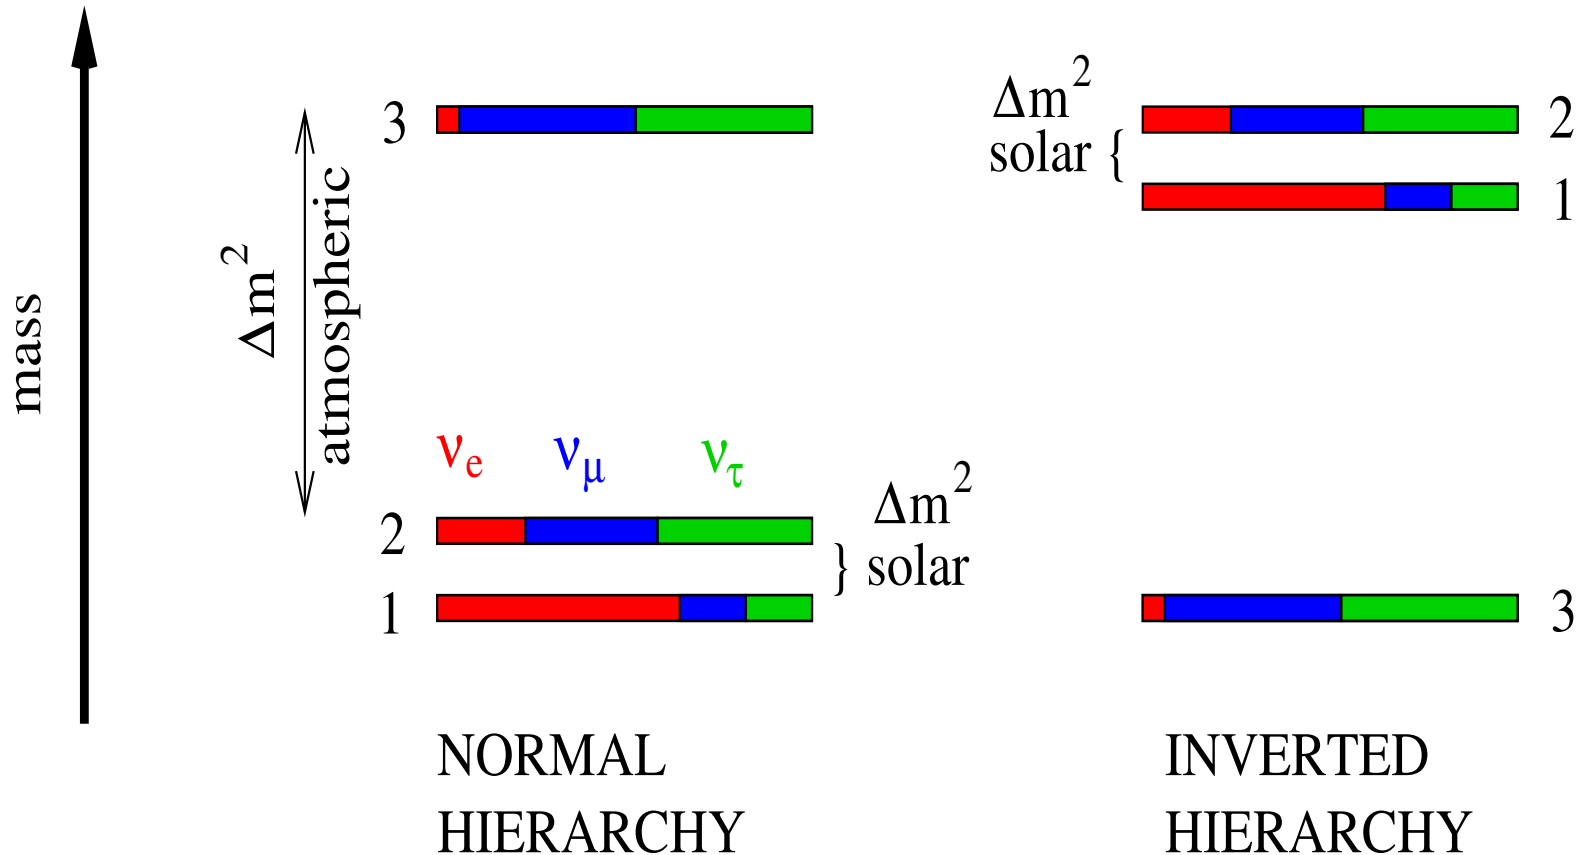 mass
Δm²
atmospheric
3
νe
νμ
ντ
2
1
Δm²
} solar
NORMAL
HIERARCHY
Δm²
solar {
2
1
3
INVERTED
HIERARCHY